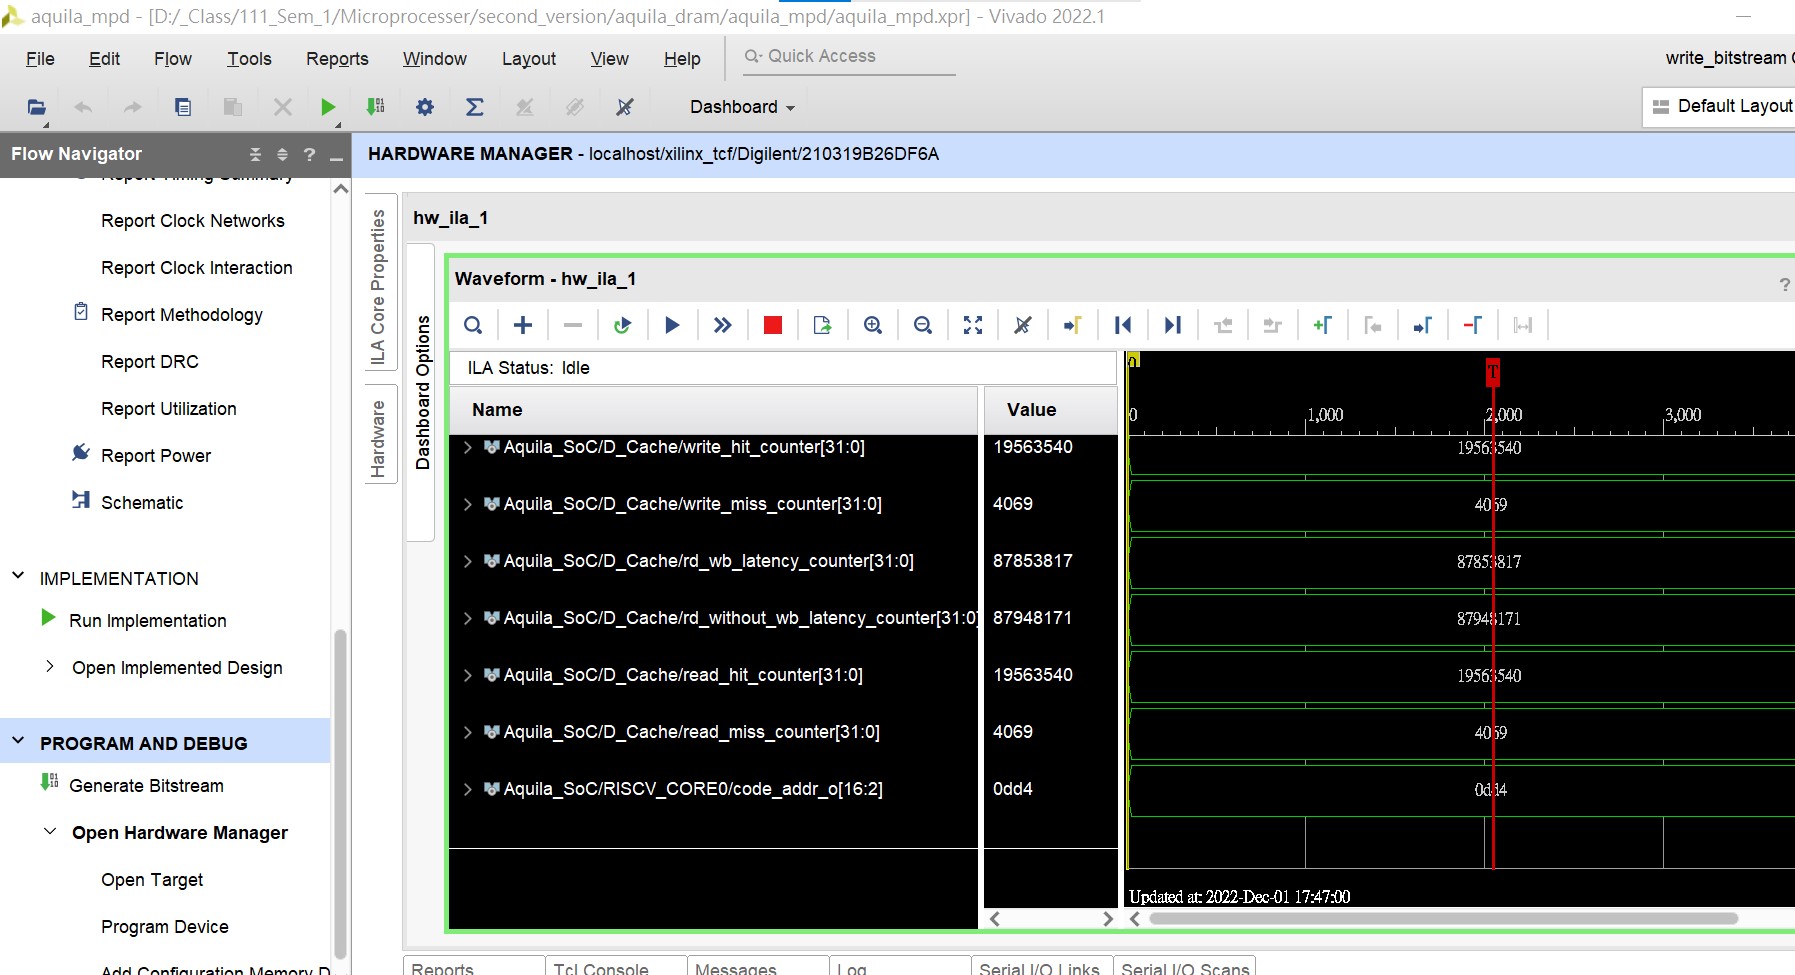 aquila_mpd - [D:/_Class/111_Sem_1/Microprocesser/second_version/aquila_dram/aquila_mpd/aquila_mpd.xpr] - Vivado 2022.1
File Edit Flow Tools Reports Window Layout View Help Quick Access
write_bitstream
Dashboard
Default Layout
Flow Navigator
?
HARDWARE MANAGER - localhost/xilinx_tcf/Digilent/210319B26DF6A
Report Timing Summary
Report Clock Networks
Report Clock Interaction
Report Methodology
Report DRC
Report Utilization
Report Power
Schematic
IMPLEMENTATION
Run Implementation
Open Implemented Design
PROGRAM AND DEBUG
Generate Bitstream
Open Hardware Manager
Open Target
Program Device
Add Configuration Memory D
ILA Core Properties
Hardware
hw_ila_1
Dashboard Options
Waveform - hw_ila_1
?
ILA Status: Idle
Name Value
Aquila_SoC/D_Cache/write_hit_counter[31:0] 19563540
Aquila_SoC/D_Cache/write_miss_counter[31:0] 4069
Aquila_SoC/D_Cache/rd_wb_latency_counter[31:0] 87853817
Aquila_SoC/D_Cache/rd_without_wb_latency_counter[31:0] 87948171
Aquila_SoC/D_Cache/read_hit_counter[31:0] 19563540
Aquila_SoC/D_Cache/read_miss_counter[31:0] 4069
Aquila_SoC/RISCV_CORE0/code_addr_o[16:2] 0dd4
0
T
0 1,000 2,000 3,000
19563540
4069
87853817
87948171
19563540
4069
0dd4
Updated at: 2022-Dec-01 17:47:00
Reports Tcl Console Messages Log Serial I/O Links Serial I/O Scans